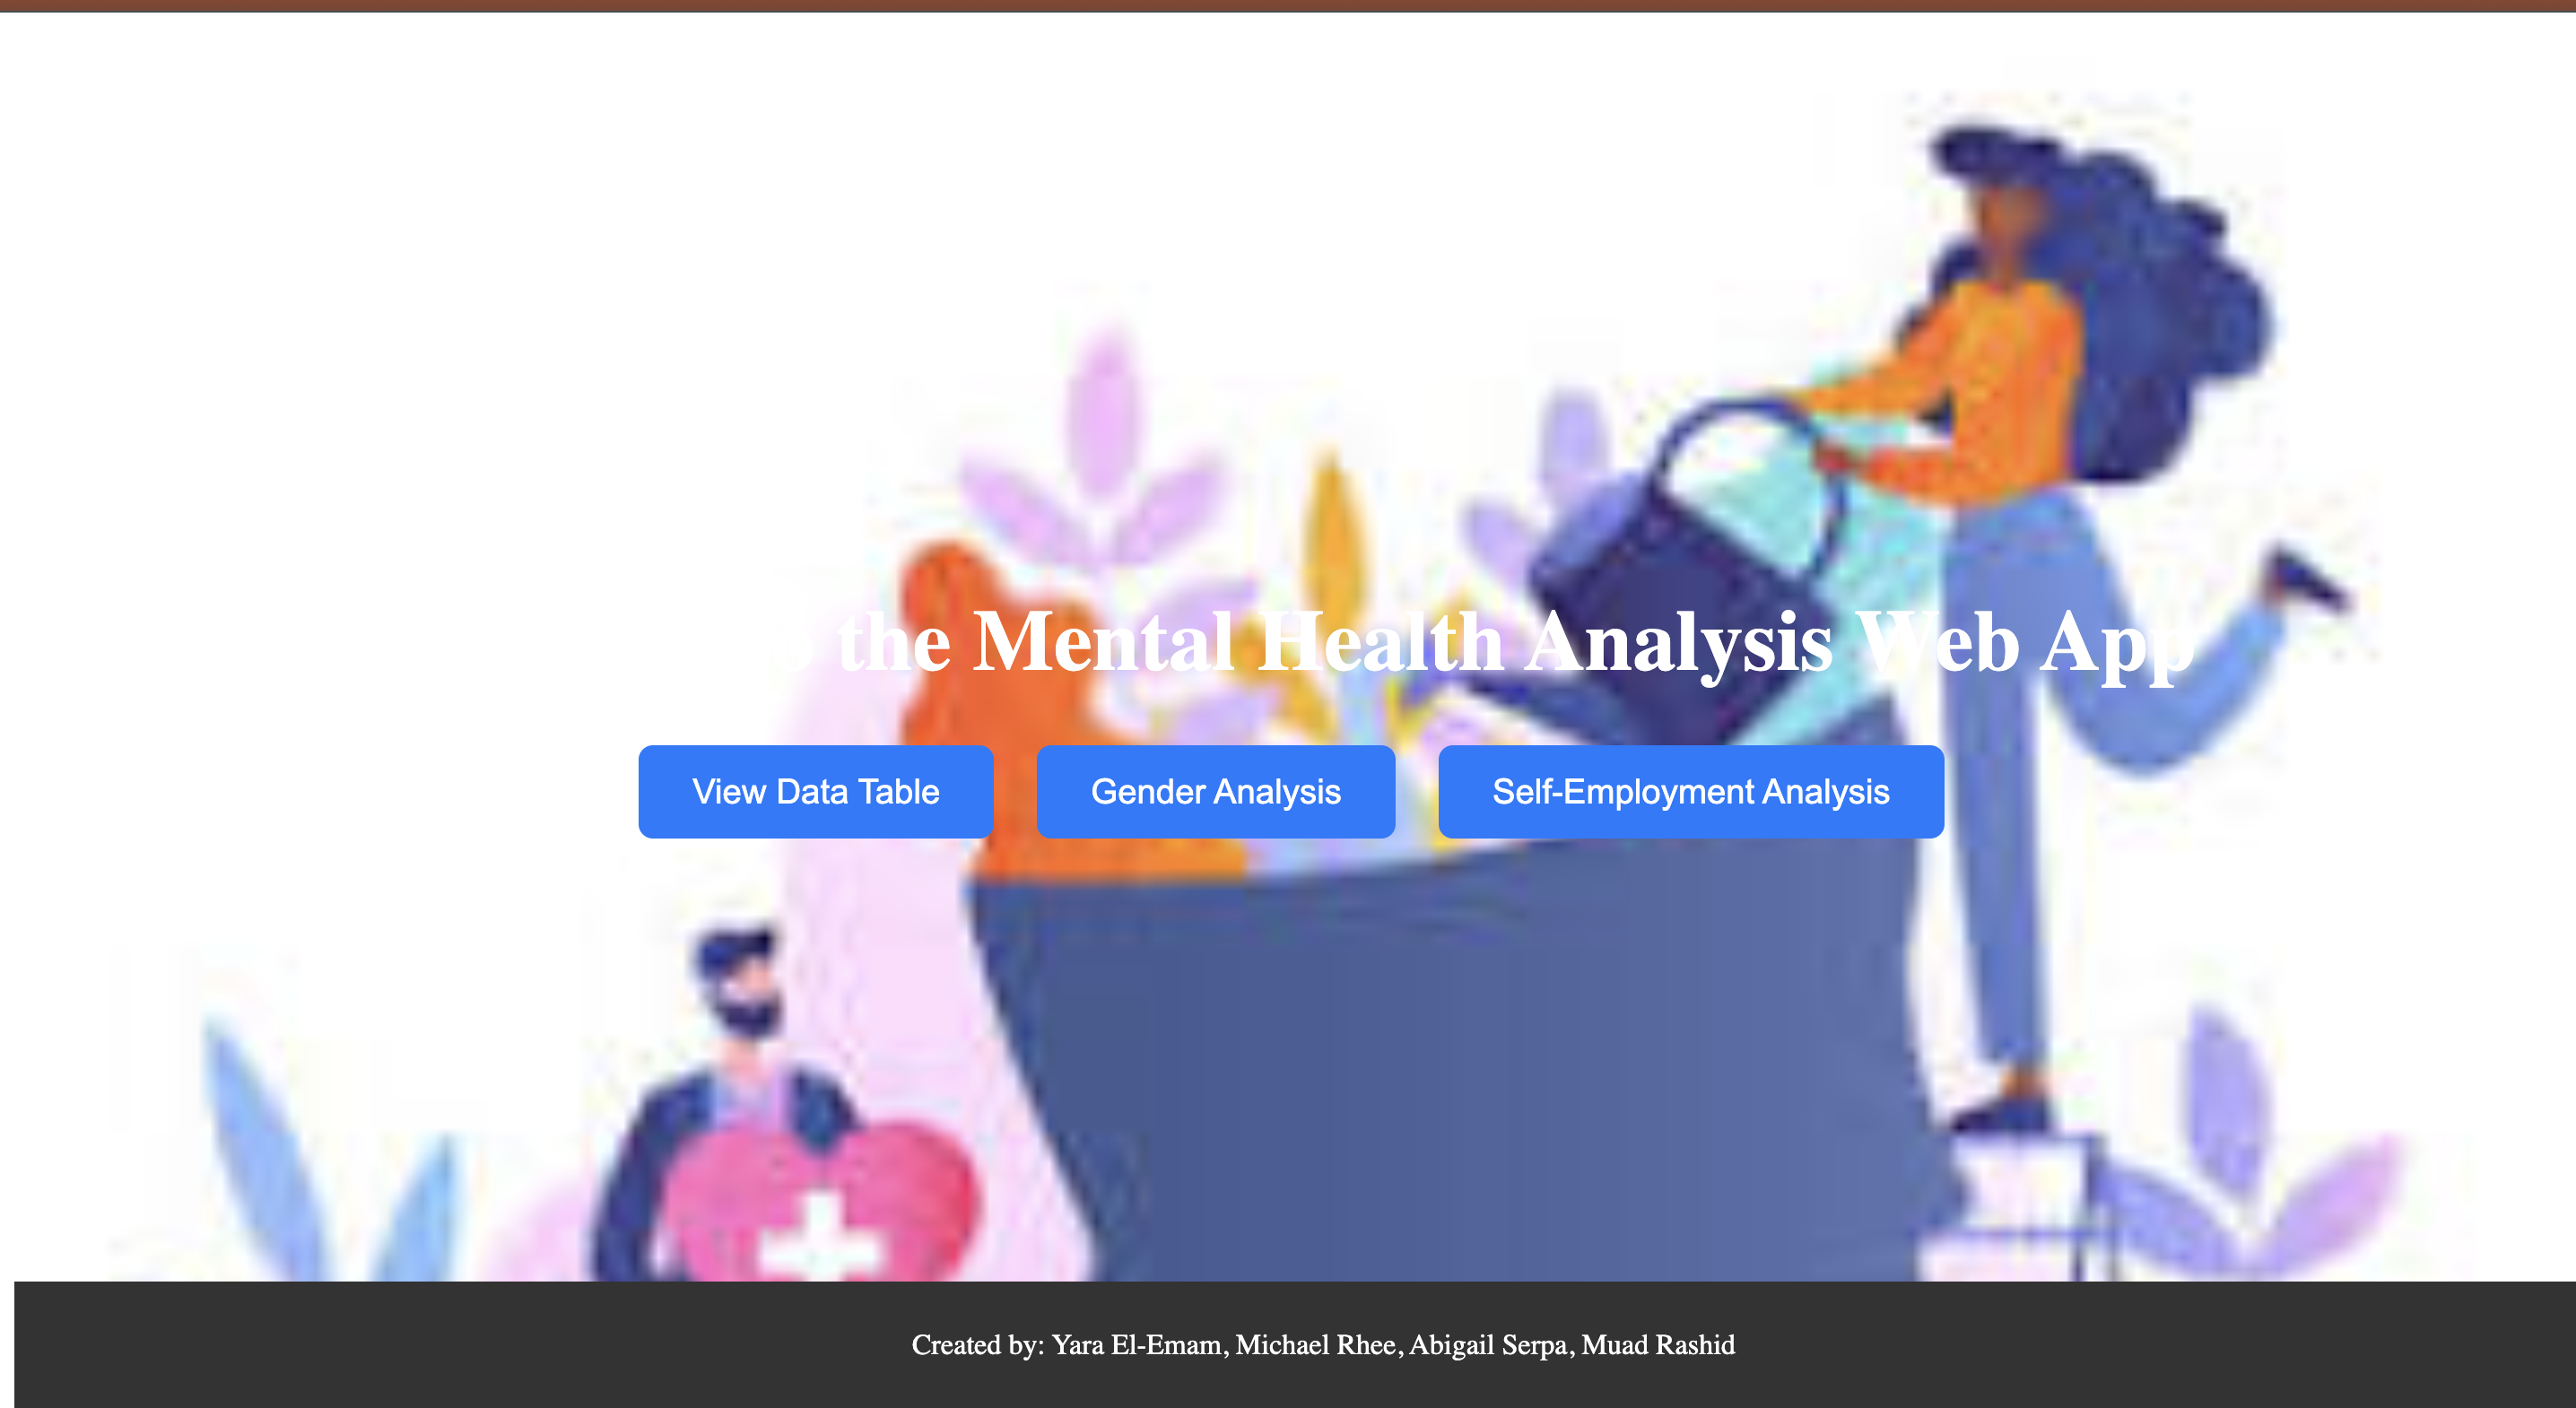 the Mental Health Analysis Web App
View Data Table
Gender Analysis
Self-Employment Analysis
Created by: Yara El-Emam, Michael Rhee, Abigail Serpa, Muad Rashid